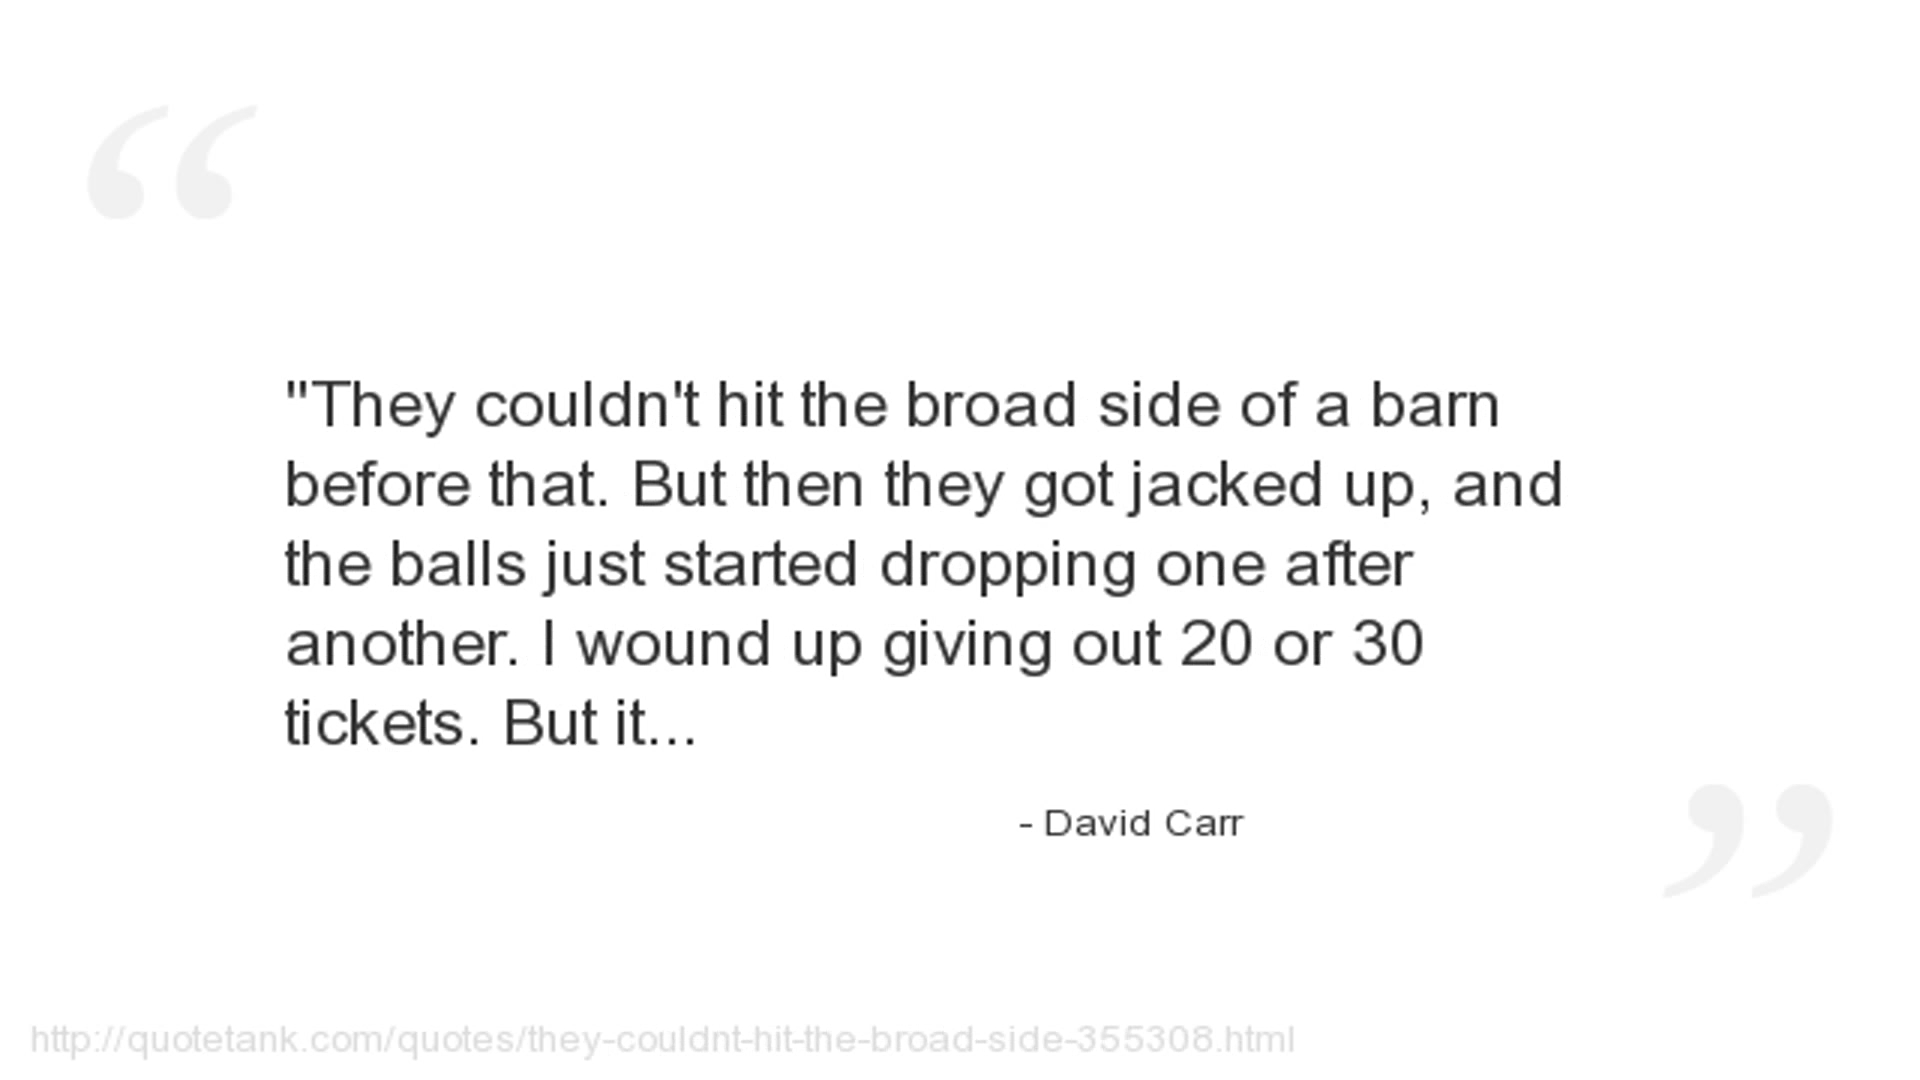 "They couldn't hit the broad side of a barn
before that. But then they got jacked up, and
the balls just started dropping one after
another. I wound up giving out 20 or 30
tickets. But it...
- David Carr
http://quotetank.com/quotes/they-couldnt-hit-the-broad-side-355308.html